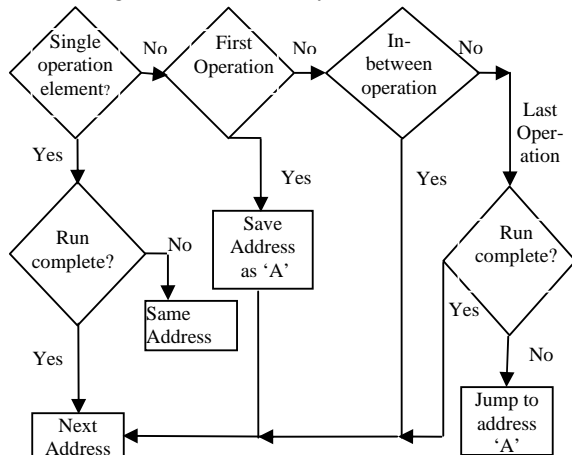 Single
operation
element?
No
First
Operation
No
In-
between
operation
No
Last
Oper-
ation
Yes
Yes
Yes
Run
complete?
No
Save
Address
as ‘A’
Run
complete?
Same
Address
Yes
Yes
No
Next
Address
Jump to
address
‘A’